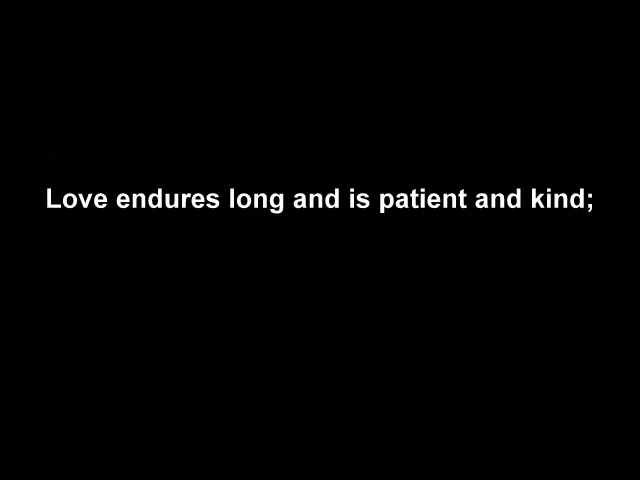 Love endures long and is patient and kind;